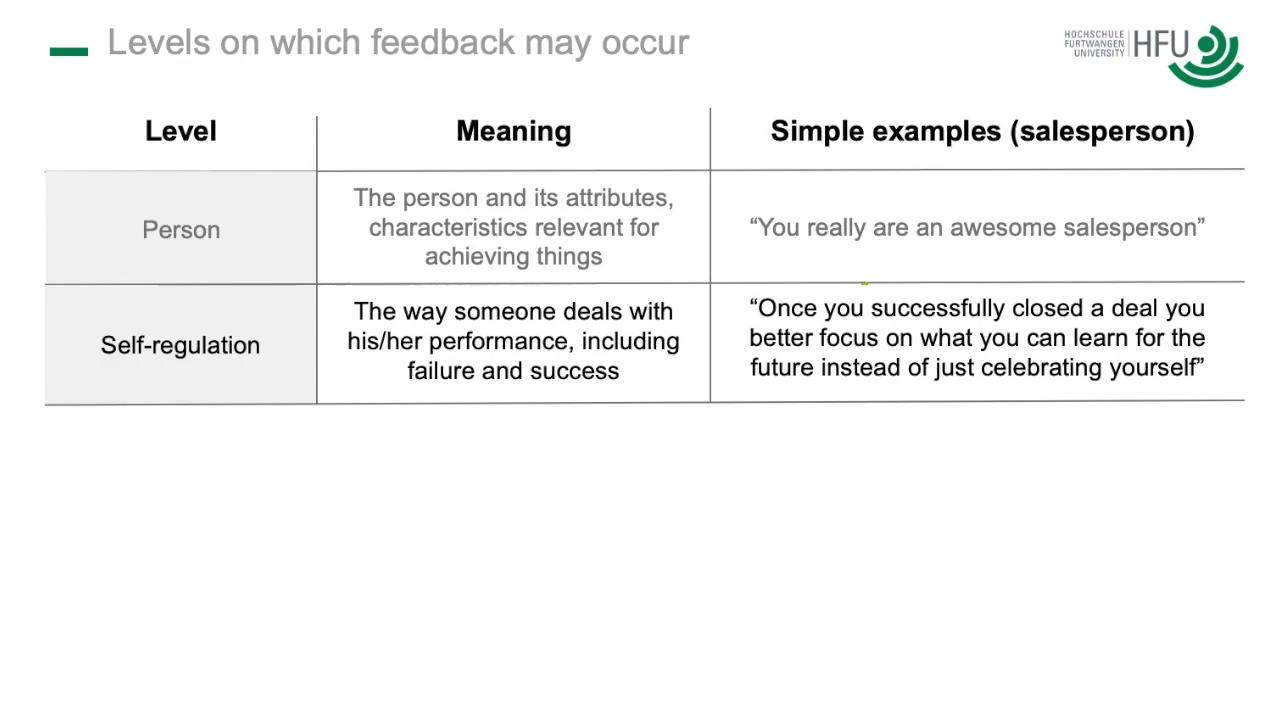 Levels on which feedback may occur
HOCHSCHULE
FURTWANGEN
UNIVERSITY
HFU
Level
Meaning
Simple examples (salesperson)
Person
The person and its attributes,
characteristics relevant for
achieving things
“You really are an awesome salesperson”
Self-regulation
The way someone deals with
his/her performance, including
failure and success
“Once you successfully closed a deal you
better focus on what you can learn for the
future instead of just celebrating yourself”